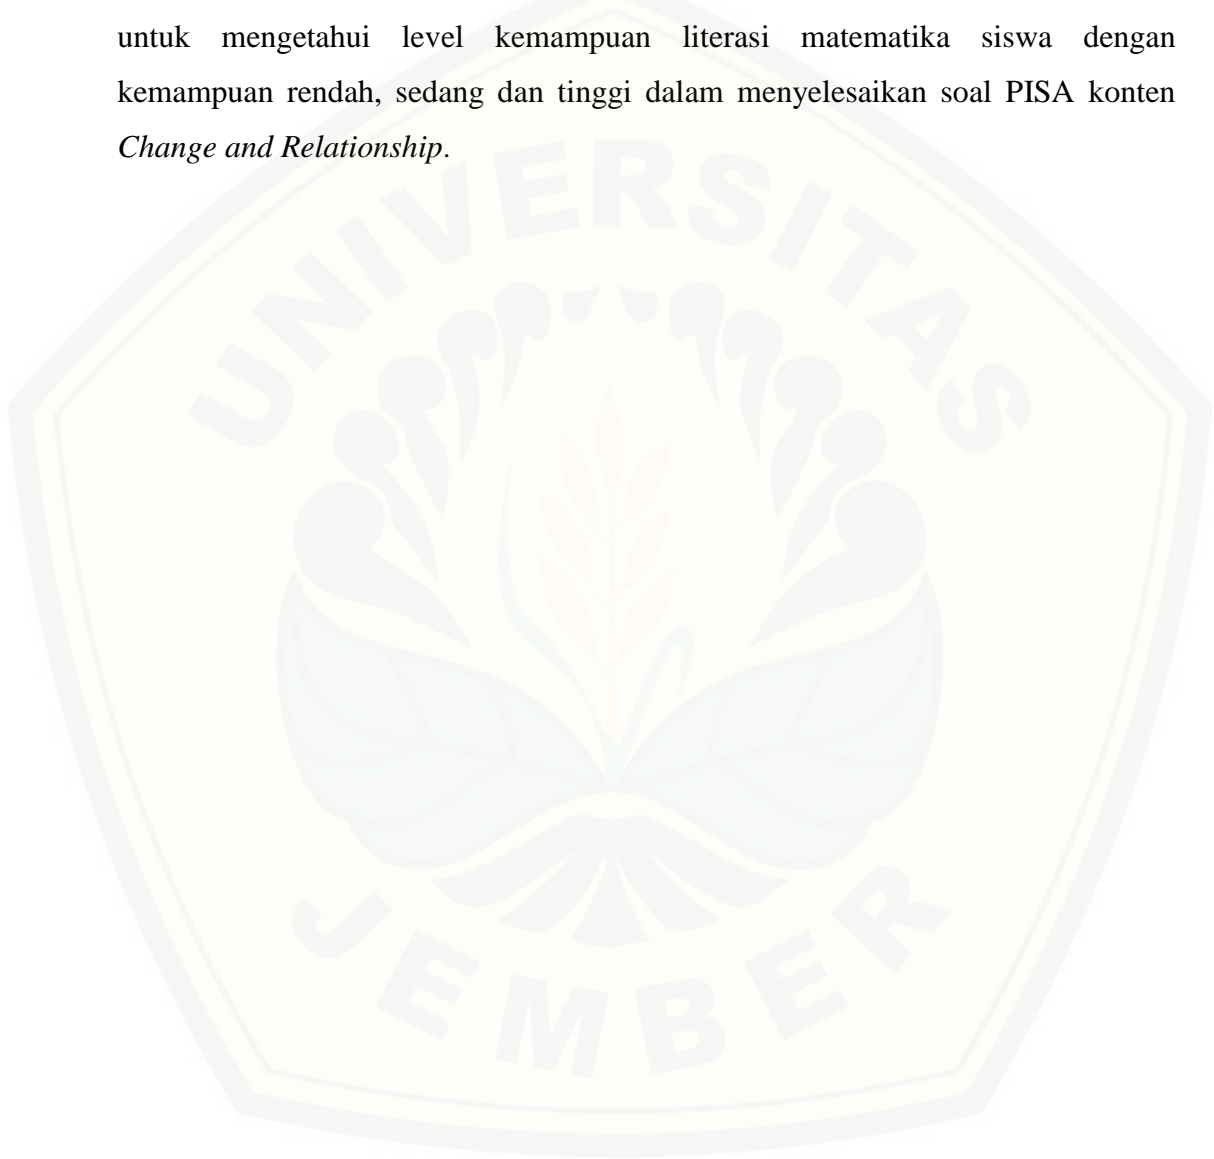 untuk mengetahui level kemampuan literasi matematika siswa dengan
kemampuan rendah, sedang dan tinggi dalam menyelesaikan soal PISA konten
Change and Relationship.
UNIVERSITAS
JEMBER